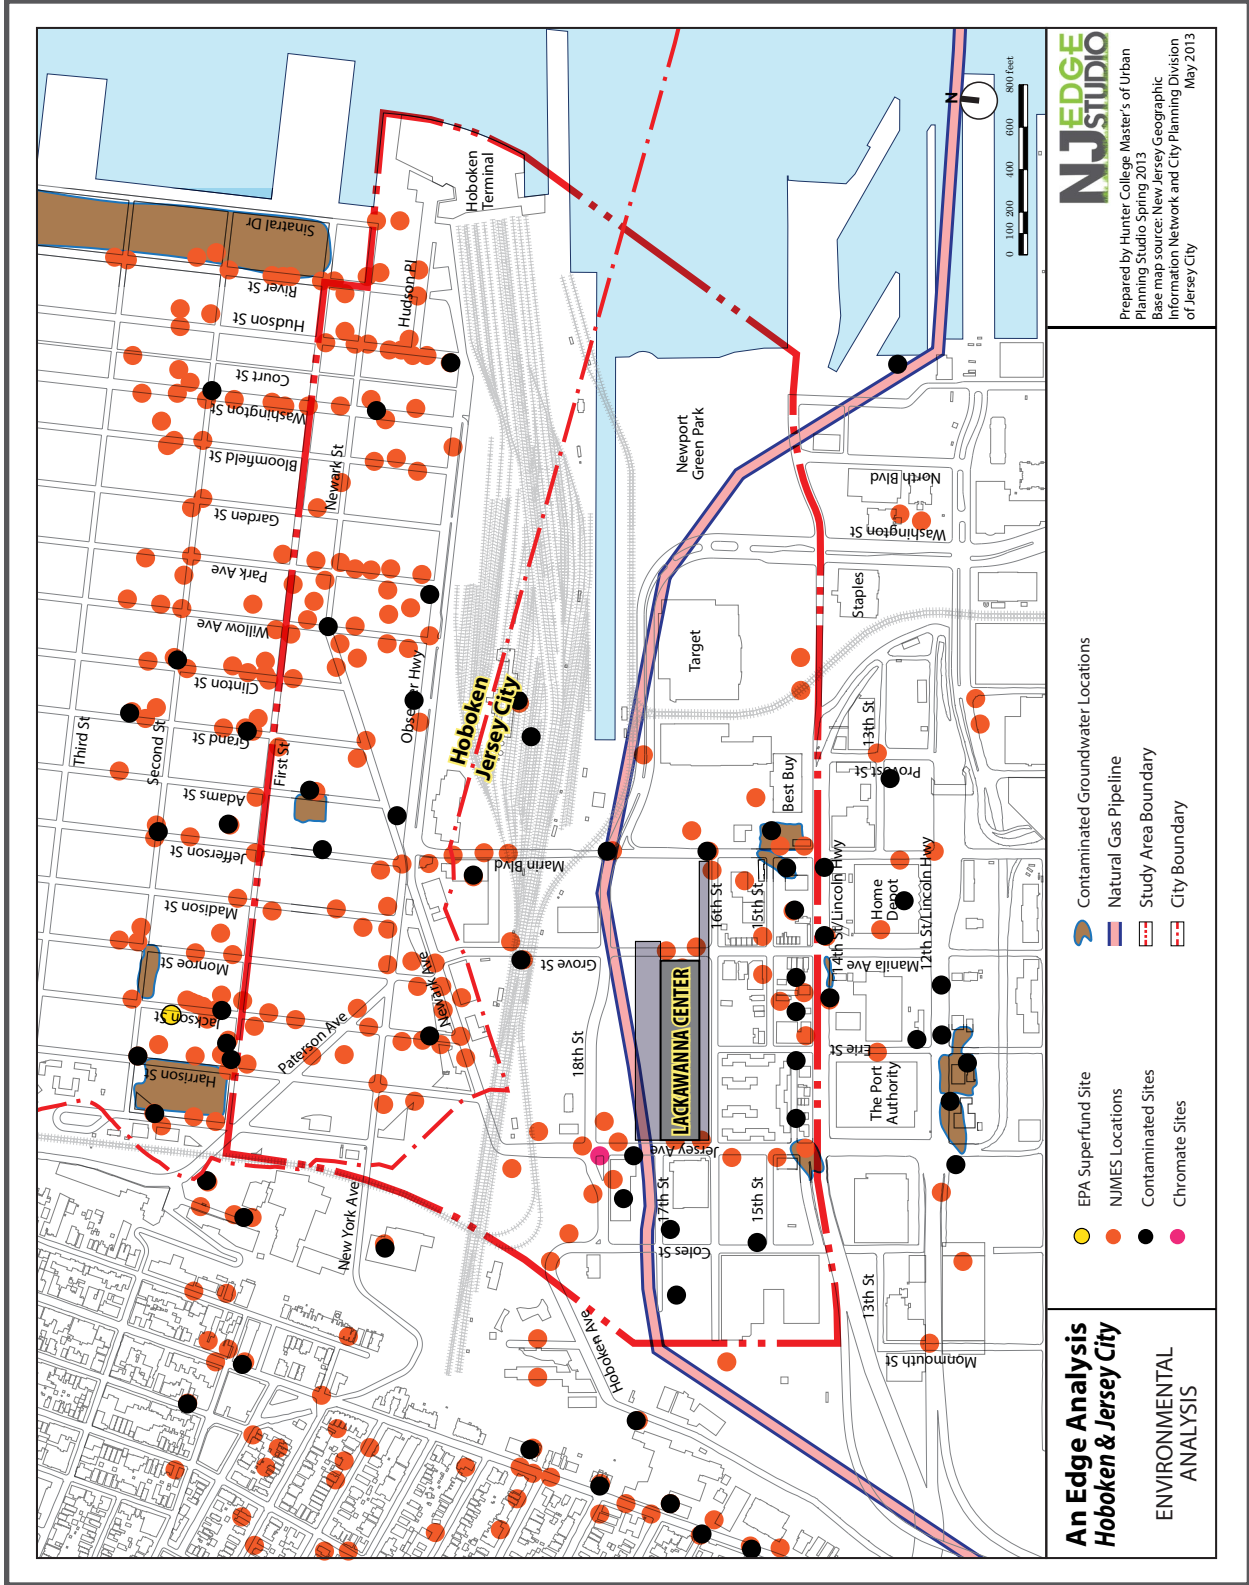 Third St
Second St
First St
Newark St
Observer Hwy
Hudson Pl
Sinatral Dr
River St
Hudson St
Court St
Washington St
Bloomfield St
Garden St
Park Ave
Willow Ave
Clinton St
Grand St
Adams St
Jefferson St
Madison St
Monroe St
Jackson St
Harrison St
Paterson Ave
Newark Ave
New York Ave
Hoboken
Terminal
Hoboken
Jersey City
Marin Blvd
Grove St
18th St
Hoboken Ave
LACKAWANNA CENTER
Jersey Ave
17th St
Coles St
16th St
15th St
15th St
Newport
Green Park
Target
Best Buy
Staples
North Blvd
Washington St
13th St
Provost St
14th St/Lincoln Hwy
Home
Depot
Manila Ave
12th St/Lincoln Hwy
Erie St
The Port
Authority
13th St
Monmouth St
N
0 100 200 400 600 800 feet
An Edge Analysis
Hoboken & Jersey City
ENVIRONMENTAL
ANALYSIS
EPA Superfund Site
NJMES Locations
Contaminated Sites
Chromate Sites
Contaminated Groundwater Locations
Natural Gas Pipeline
Study Area Boundary
City Boundary
NJEDGE
STUDIO
Prepared by Hunter College Master's of Urban
Planning Studio Spring 2013
Base map source: New Jersey Geographic
Information Network and City Planning Division
of Jersey City
May 2013